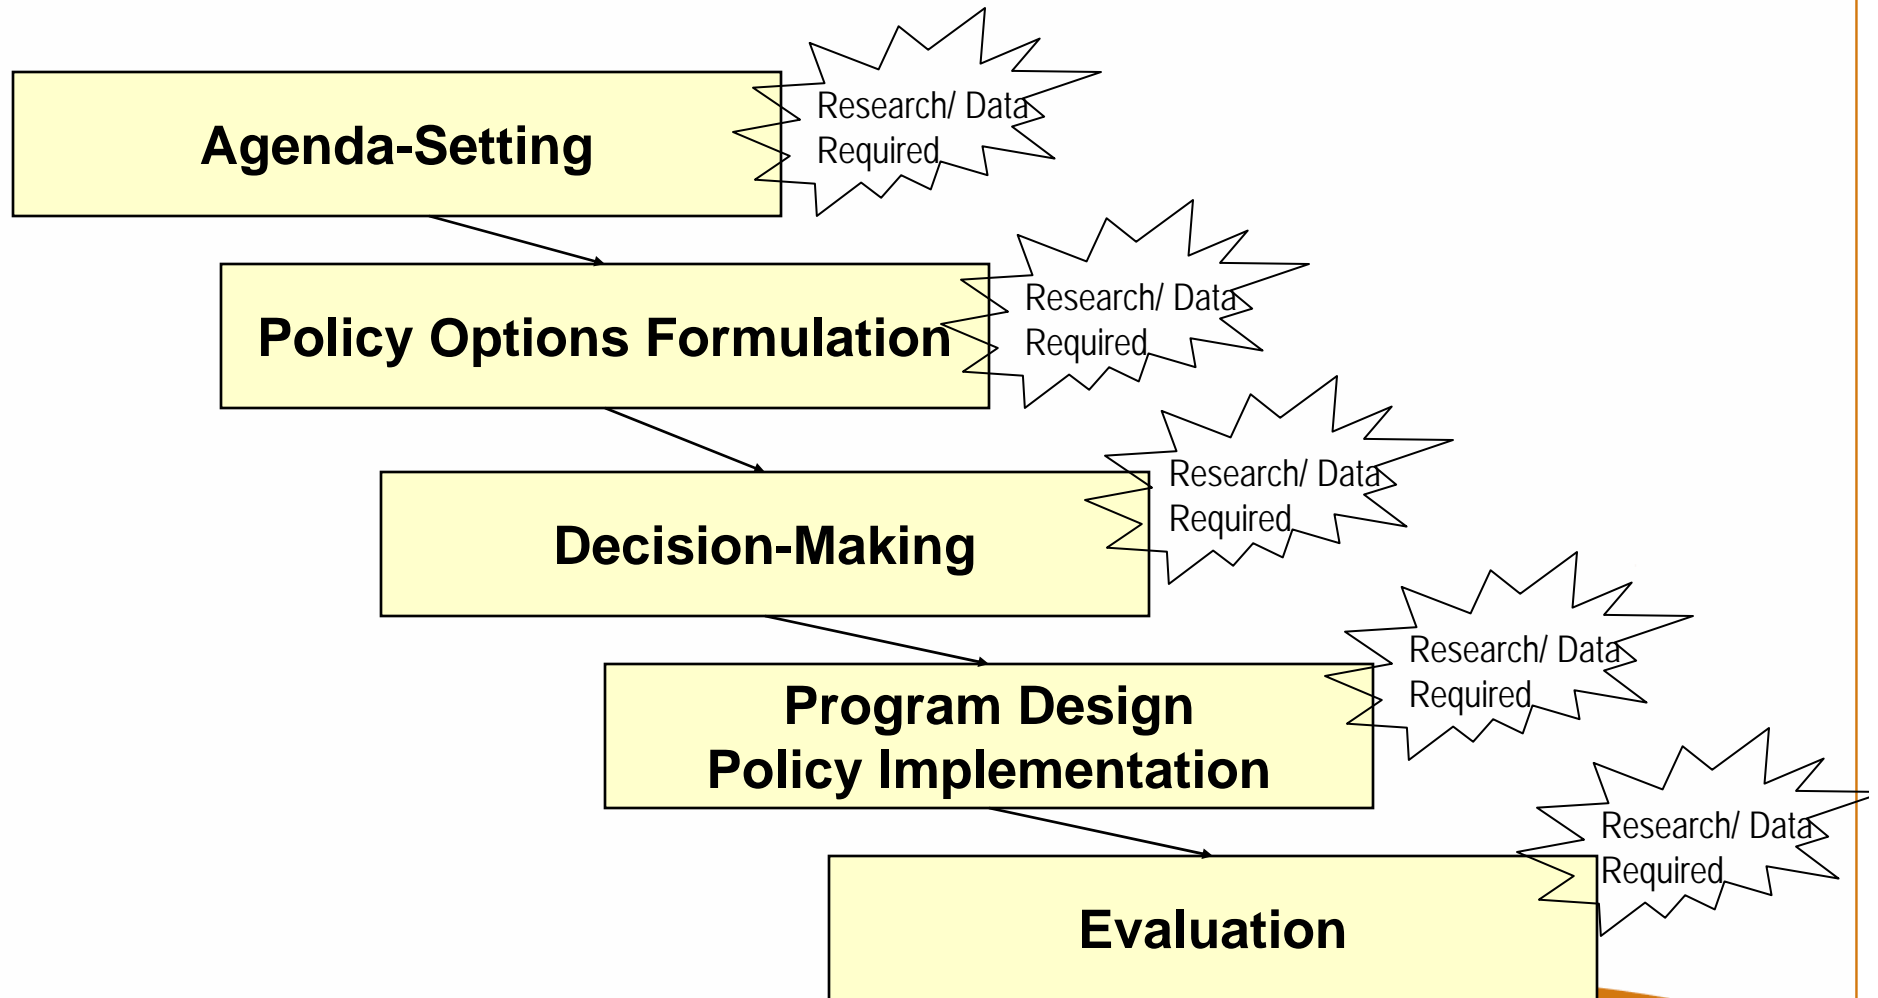 Agenda-Setting
Research/ Data
Required
Policy Options Formulation
Research/ Data
Required
Decision-Making
Research/ Data
Required
Program Design
Policy Implementation
Research/ Data
Required
Evaluation
Research/ Data
Required